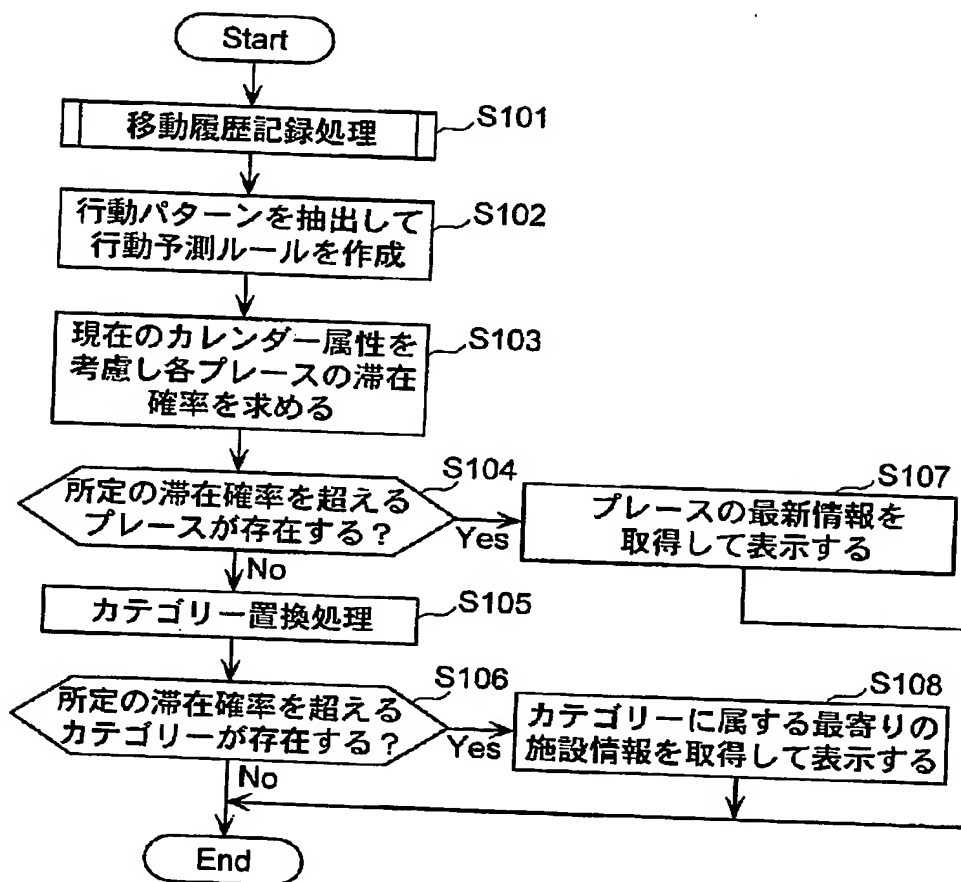 Start
移動履歴記録処理
S101
行動パターンを抽出して
行動予測ルールを作成
S102
現在のカレンダー属性を
考慮し各プレースの滞在
確率を求める
S103
所定の滞在確率を超える
プレースが存在する？
S104
Yes
No
プレースの最新情報を
取得して表示する
S107
カテゴリー置換処理
S105
所定の滞在確率を超える
カテゴリーが存在する？
S106
Yes
No
カテゴリーに属する最寄りの
施設情報を取得して表示する
S108
End